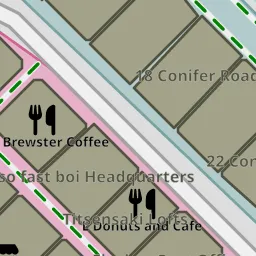 18 Conifer Road
Brewster Coffee
22 Con
so fast boi Headquarters
Titsensaki Lofts
L Donuts and Cafe